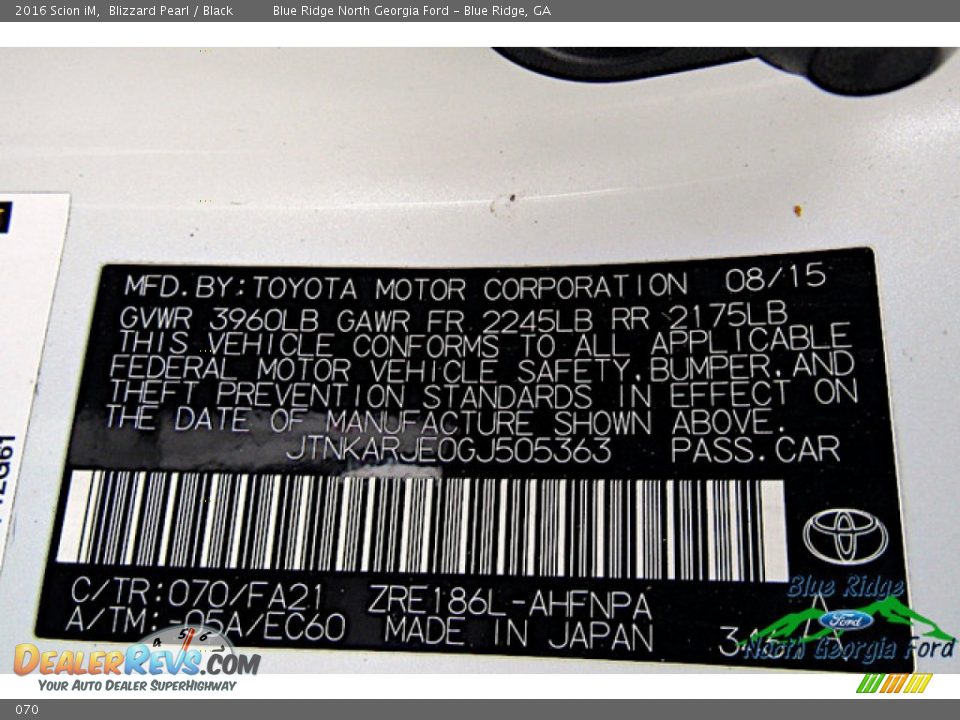 2016 Scion iM, Blizzard Pearl / Black Blue Ridge North Georgia Ford - Blue Ridge, GA
MFD.BY:TOYOTA MOTOR CORPORATION 08/15
GVWR 3960LB GAWR FR 2245LB RR 2175LB
THIS VEHICLE CONFORMS TO ALL APPLICABLE
FEDERAL MOTOR VEHICLE SAFETY,BUMPER,AND
THEFT PREVENTION STANDARDS IN EFFECT ON
THE DATE OF MANUFACTURE SHOWN ABOVE.
JTNKARJE0GJ505363 PASS.CAR
C/TR:070/FA21 ZRE186L-AHFNPA
A/TM:-05A/EC60 MADE IN JAPAN
Blue Ridge
Ford
North Georgia Ford
4 5 6
DEALERREVS.COM
YOUR AUTO DEALER SUPERHIGHWAY
070